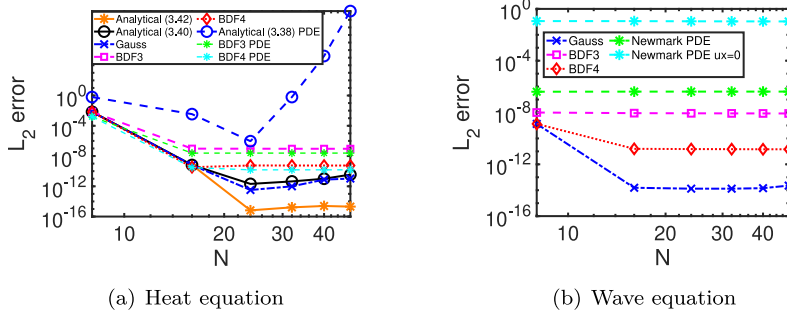 Analytical (3,42)
Analytical (3,40)
Gauss
BDF3
BDF4
Analytical (3,38) PDE
BDF3 PDE
BDF4 PDE
L2 error
10^0
10^-4
10^-8
10^-12
10^-16
10 20 30 40
N
(a) Heat equation
Gauss
BDF3
BDF4
Newmark PDE
Newmark PDE ux=0
L2 error
10^0
10^-4
10^-8
10^-12
10^-16
10 20 30 40
N
(b) Wave equation